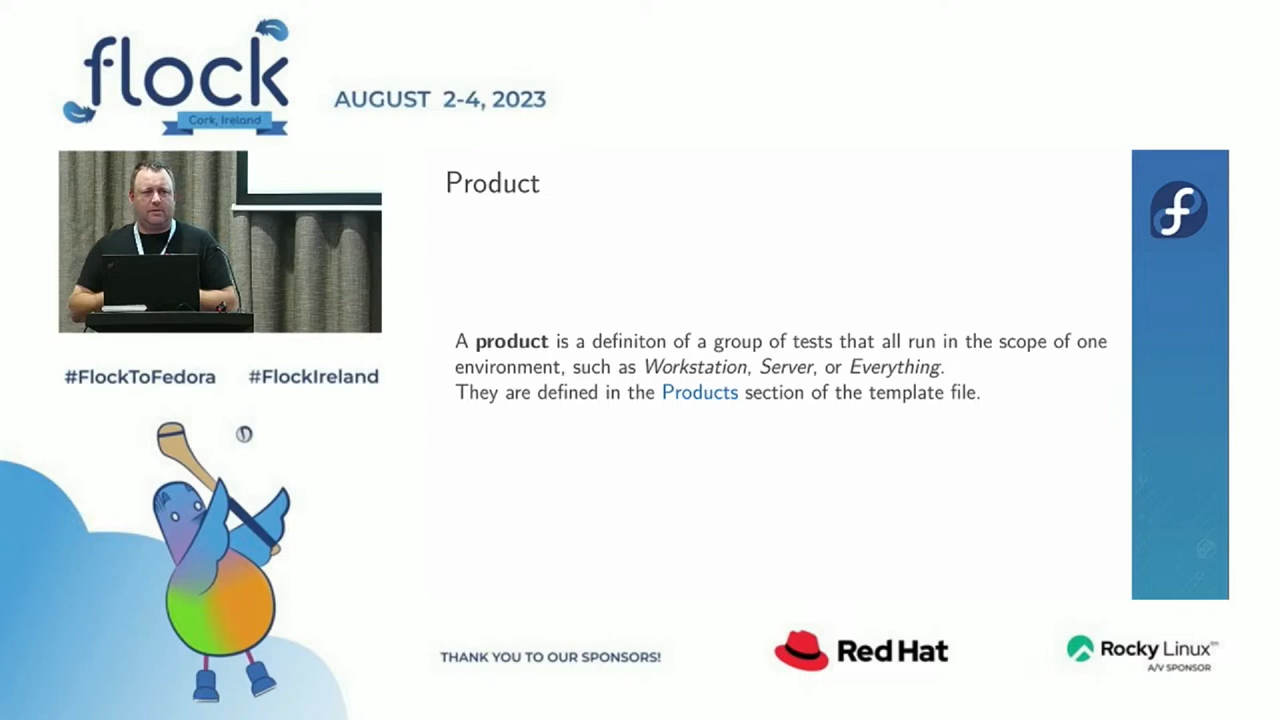 flock
Cork, Ireland
AUGUST 2-4, 2023
Product
A product is a definiton of a group of tests that all run in the scope of one
environment, such as Workstation, Server, or Everything.
They are defined in the Products section of the template file.
#FlockToFedora #FlockIreland
THANK YOU TO OUR SPONSORS!
Red Hat
Rocky Linux™
A/V SPONSOR